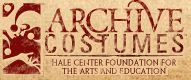 ARCHIVE
COSTUMES
HALE CENTER FOUNDATION FOR
THE ARTS AND EDUCATION